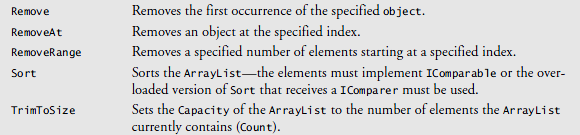 Remove Removes the first occurrence of the specified object.
RemoveAt Removes an object at the specified index.
RemoveRange Removes a specified number of elements starting at a specified index.
Sort Sorts the ArrayList—the elements must implement IComparable or the over-
loaded version of Sort that receives a IComparer must be used.
TrimToSize Sets the Capacity of the ArrayList to the number of elements the ArrayList
currently contains (Count).